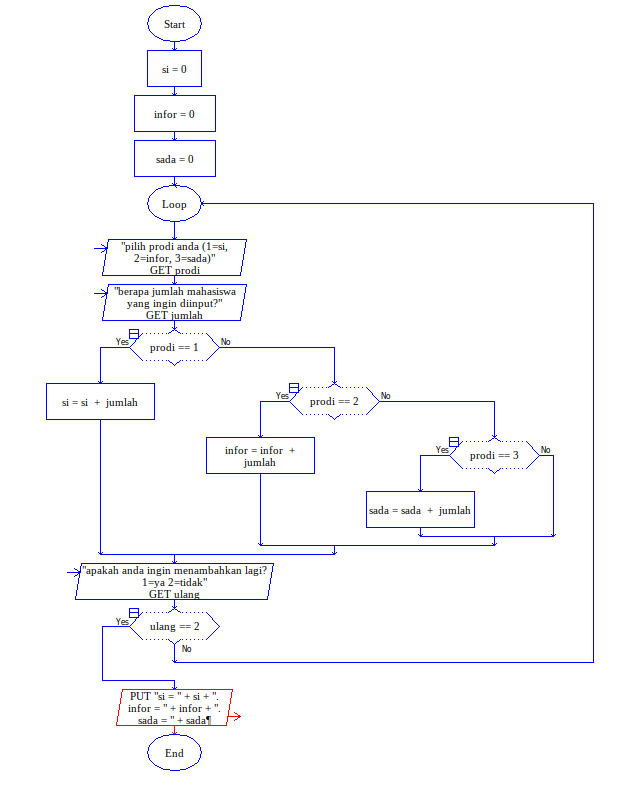 Start
si = 0
infor = 0
sada = 0
Loop
"pilih prodi anda (1=si,
2=infor, 3=sada)"
GET prodi
"berapa jumlah mahasiswa
yang ingin diinput?"
GET jumlah
Yes
prodi == 1
No
si = si + jumlah
Yes
prodi == 2
No
infor = infor +
jumlah
Yes
prodi == 3
No
sada = sada + jumlah
"apakah anda ingin menambahkan lagi?
1=ya 2=tidak"
GET ulang
Yes
ulang == 2
No
PUT "si = " + si + ".
infor = " + infor + ".
sada = " + sada¶
End